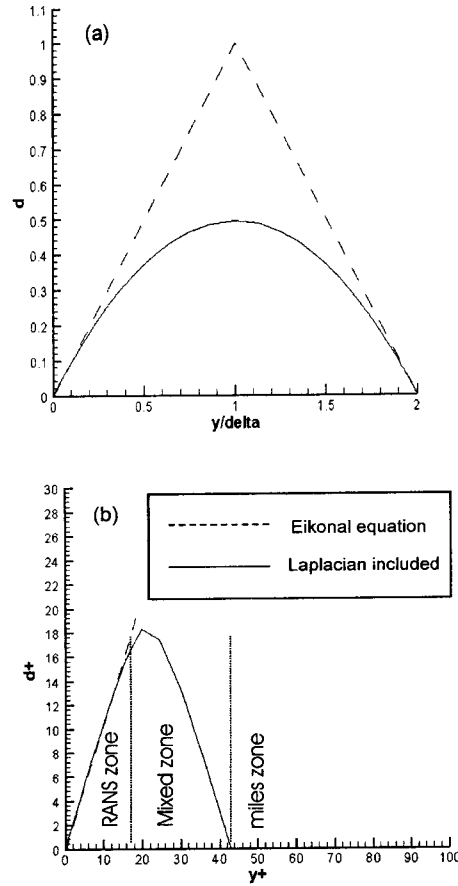 (a)
d
1.1
1
0.9
0.8
0.7
0.6
0.5
0.4
0.3
0.2
0.1
0
0 0.5 1 1.5 2
y/delta
(b)
Eikonal equation
Laplacian included
d+
30
28
26
24
22
20
18
16
14
12
10
8
6
4
2
0
RANS zone
Mixed zone
miles zone
0 10 20 30 40 50 60 70 80 90 100
y+